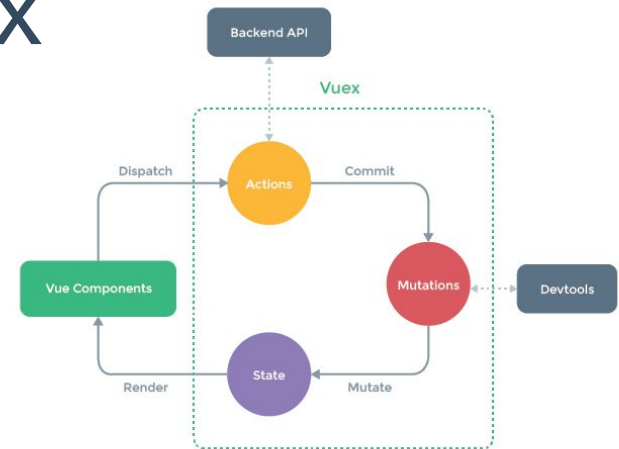 x
Backend API
Vuex
Dispatch
Actions
Commit
Vue Components
Mutations
Devtools
State
Render
Mutate